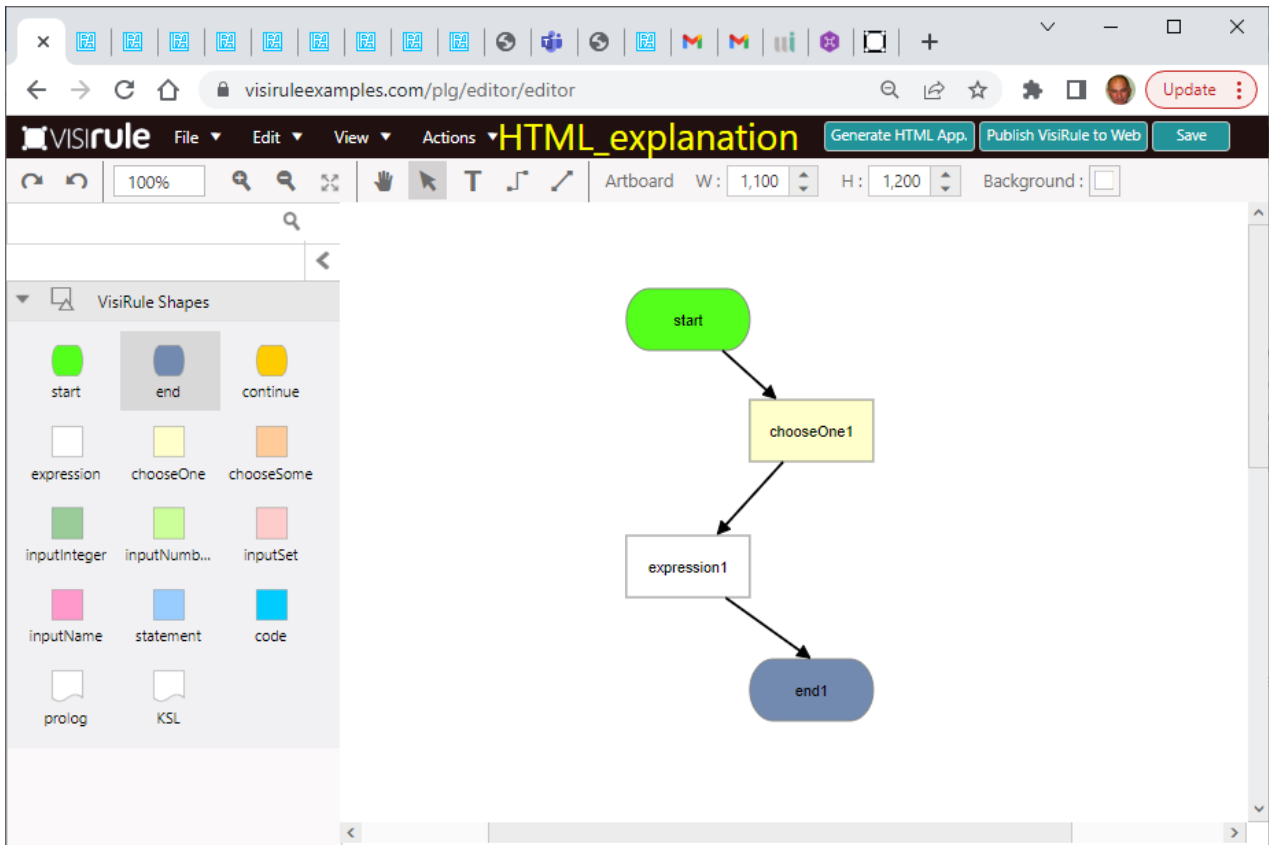 visiruleexamples.com/plg/editor/editor Update
VISIrule File Edit View Actions HTML_explanation Generate HTML App. Publish VisiRule to Web Save
100% T Artboard W: 1,100 H: 1,200 Background:
VisiRule Shapes
start end continue
expression chooseOne chooseSome
inputInteger inputNumb... inputSet
inputName statement code
prolog KSL
start
chooseOne1
expression1
end1